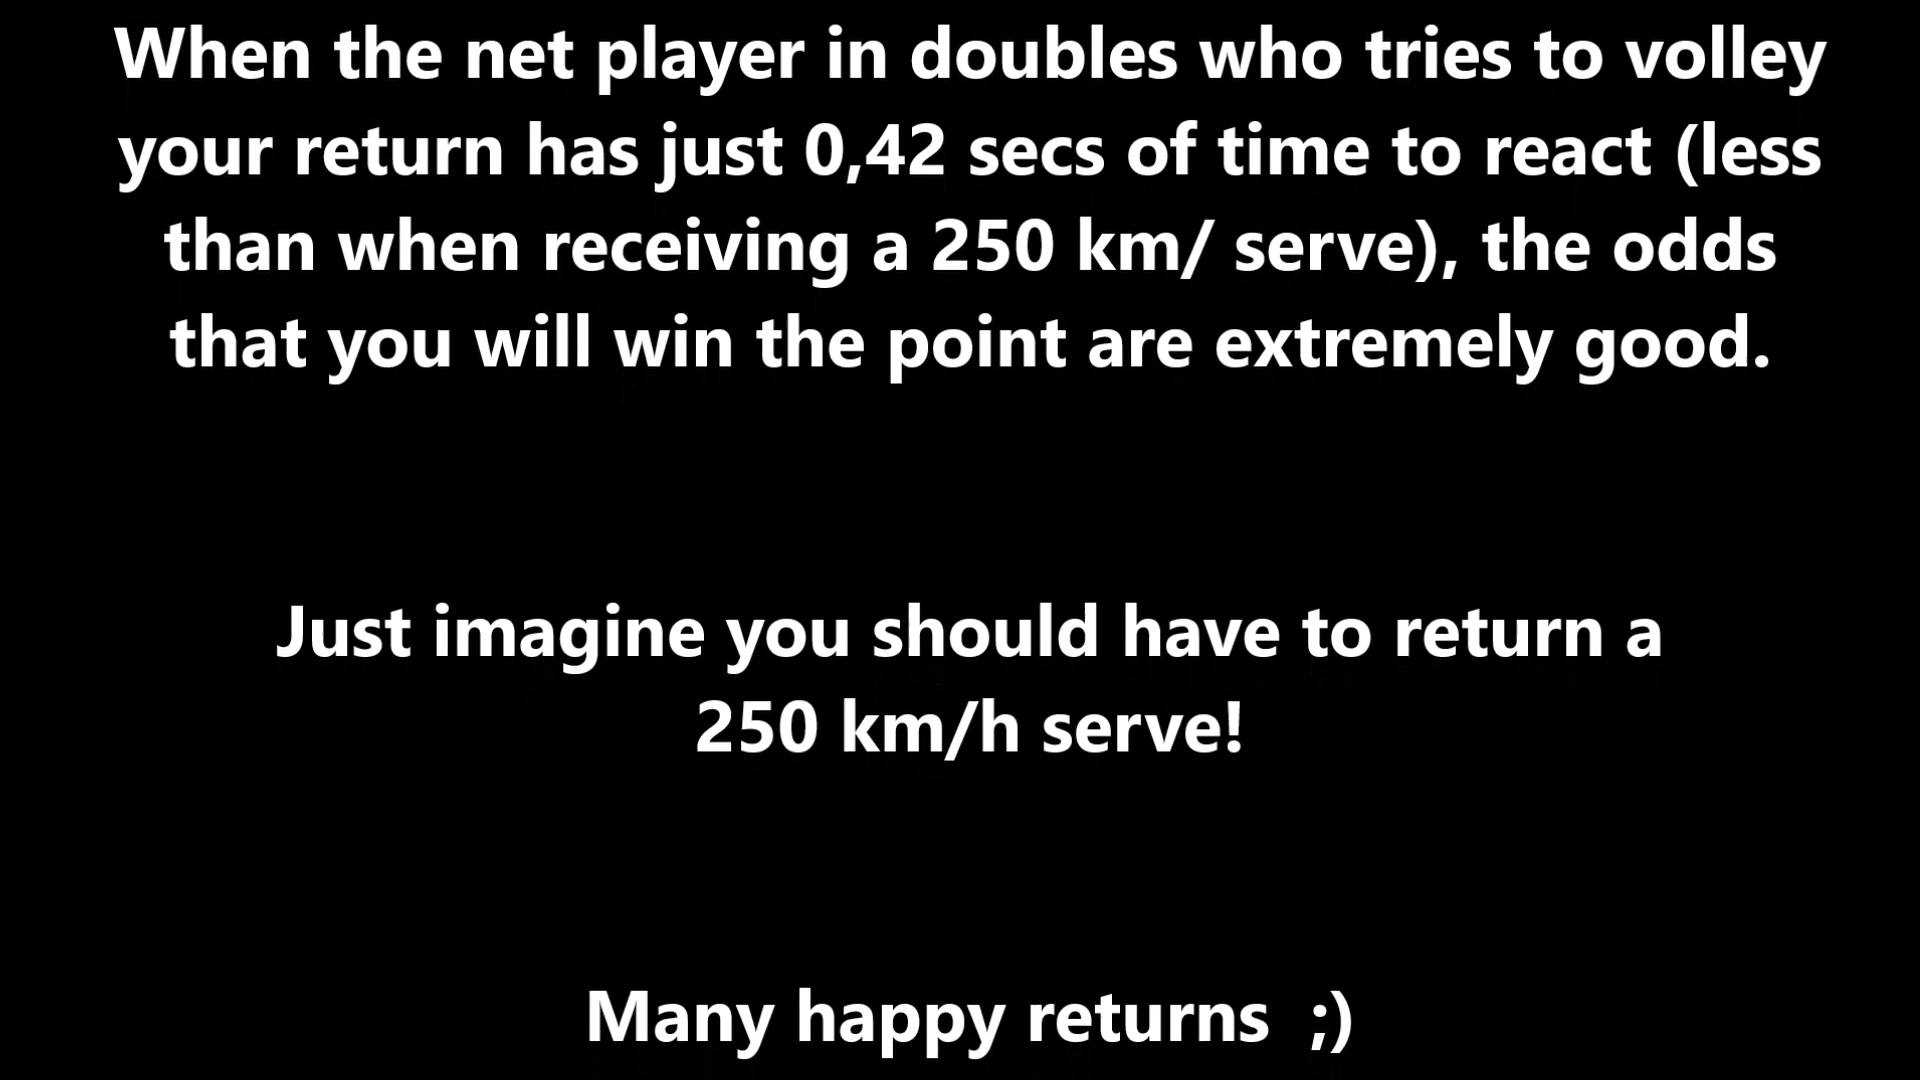 When the net player in doubles who tries to volley
your return has just 0,42 secs of time to react (less
than when receiving a 250 km/ serve), the odds
that you will win the point are extremely good.
Just imagine you should have to return a
250 km/h serve!
Many happy returns  ;)